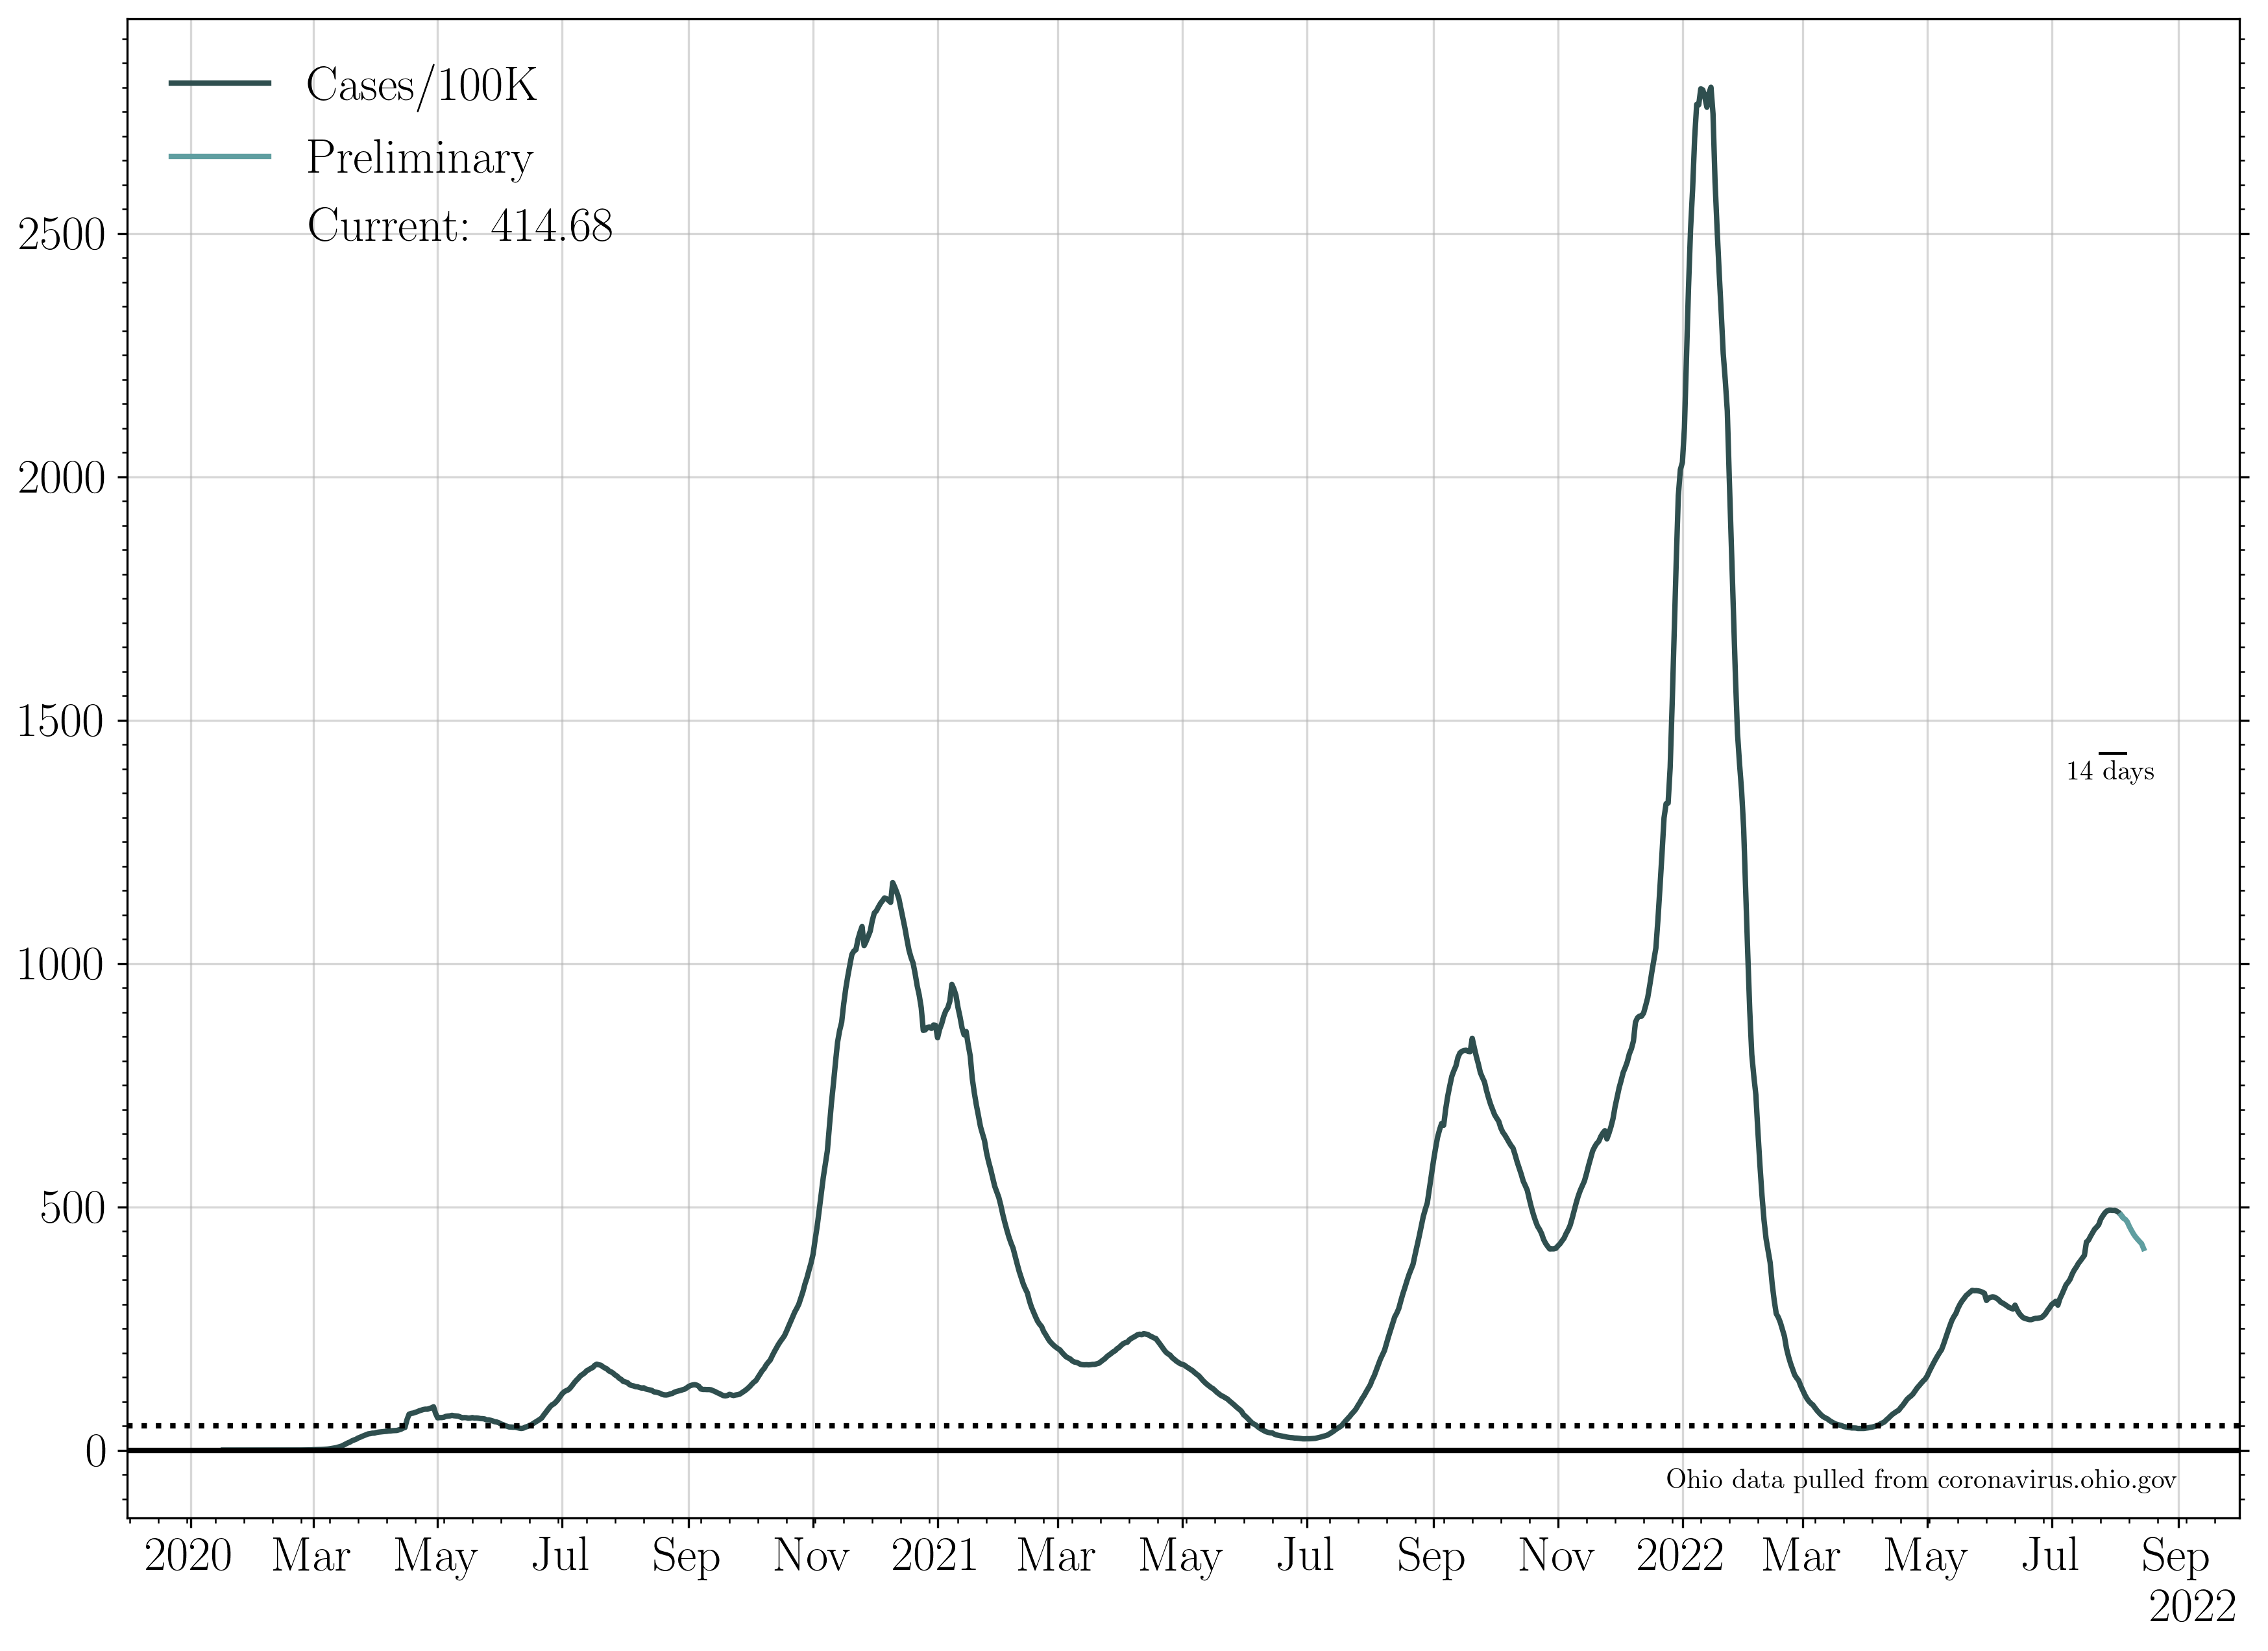 Cases/100K
Preliminary
Current: 414.68
2500
2000
1500
14 days
1000
500
0
Ohio data pulled from coronavirus.ohio.gov
2020 Mar May Jul Sep Nov 2021 Mar May Jul Sep Nov 2022 Mar May Jul Sep
2022